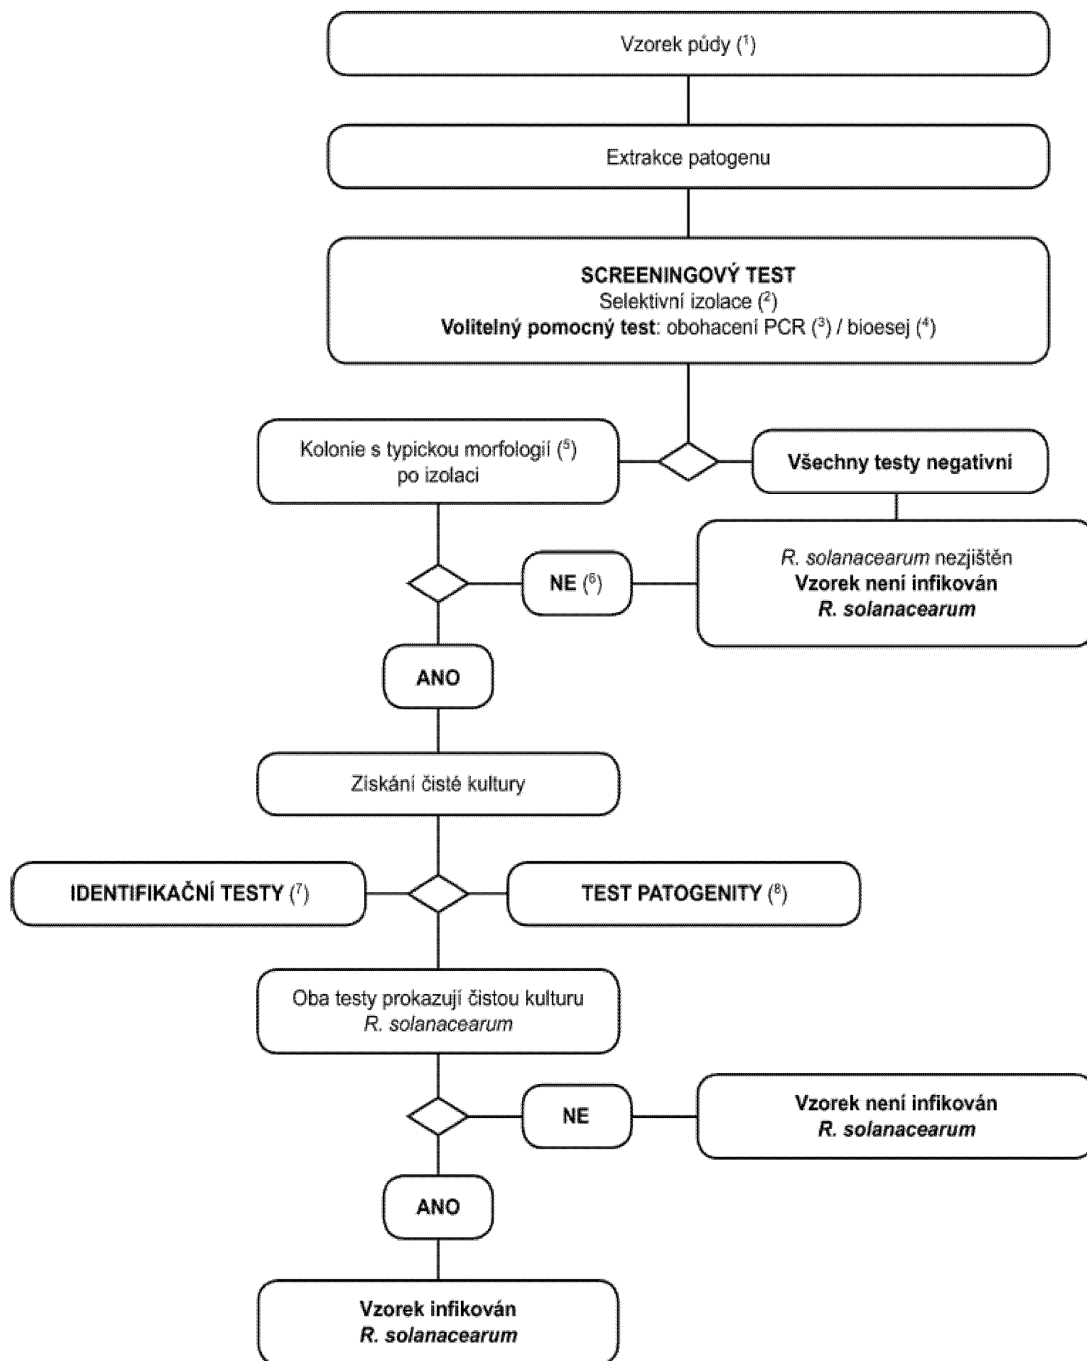 Vzorek půdy (¹)
Extrakce patogenu
SCREENINGOVÝ TEST
Selektivní izolace (²)
Volitelný pomocný test: obohacení PCR (³) / bioesej (⁴)
Kolonie s typickou morfologií (⁵)
po izolaci
Všechny testy negativní
NE (⁶)
R. solanacearum nezjištěn
Vzorek není infikován
R. solanacearum
ANO
Získání čisté kultury
IDENTIFIKAČNÍ TESTY (⁷)
TEST PATOGENITY (⁸)
Oba testy prokazují čistou kulturu
R. solanacearum
NE
Vzorek není infikován
R. solanacearum
ANO
Vzorek infikován
R. solanacearum